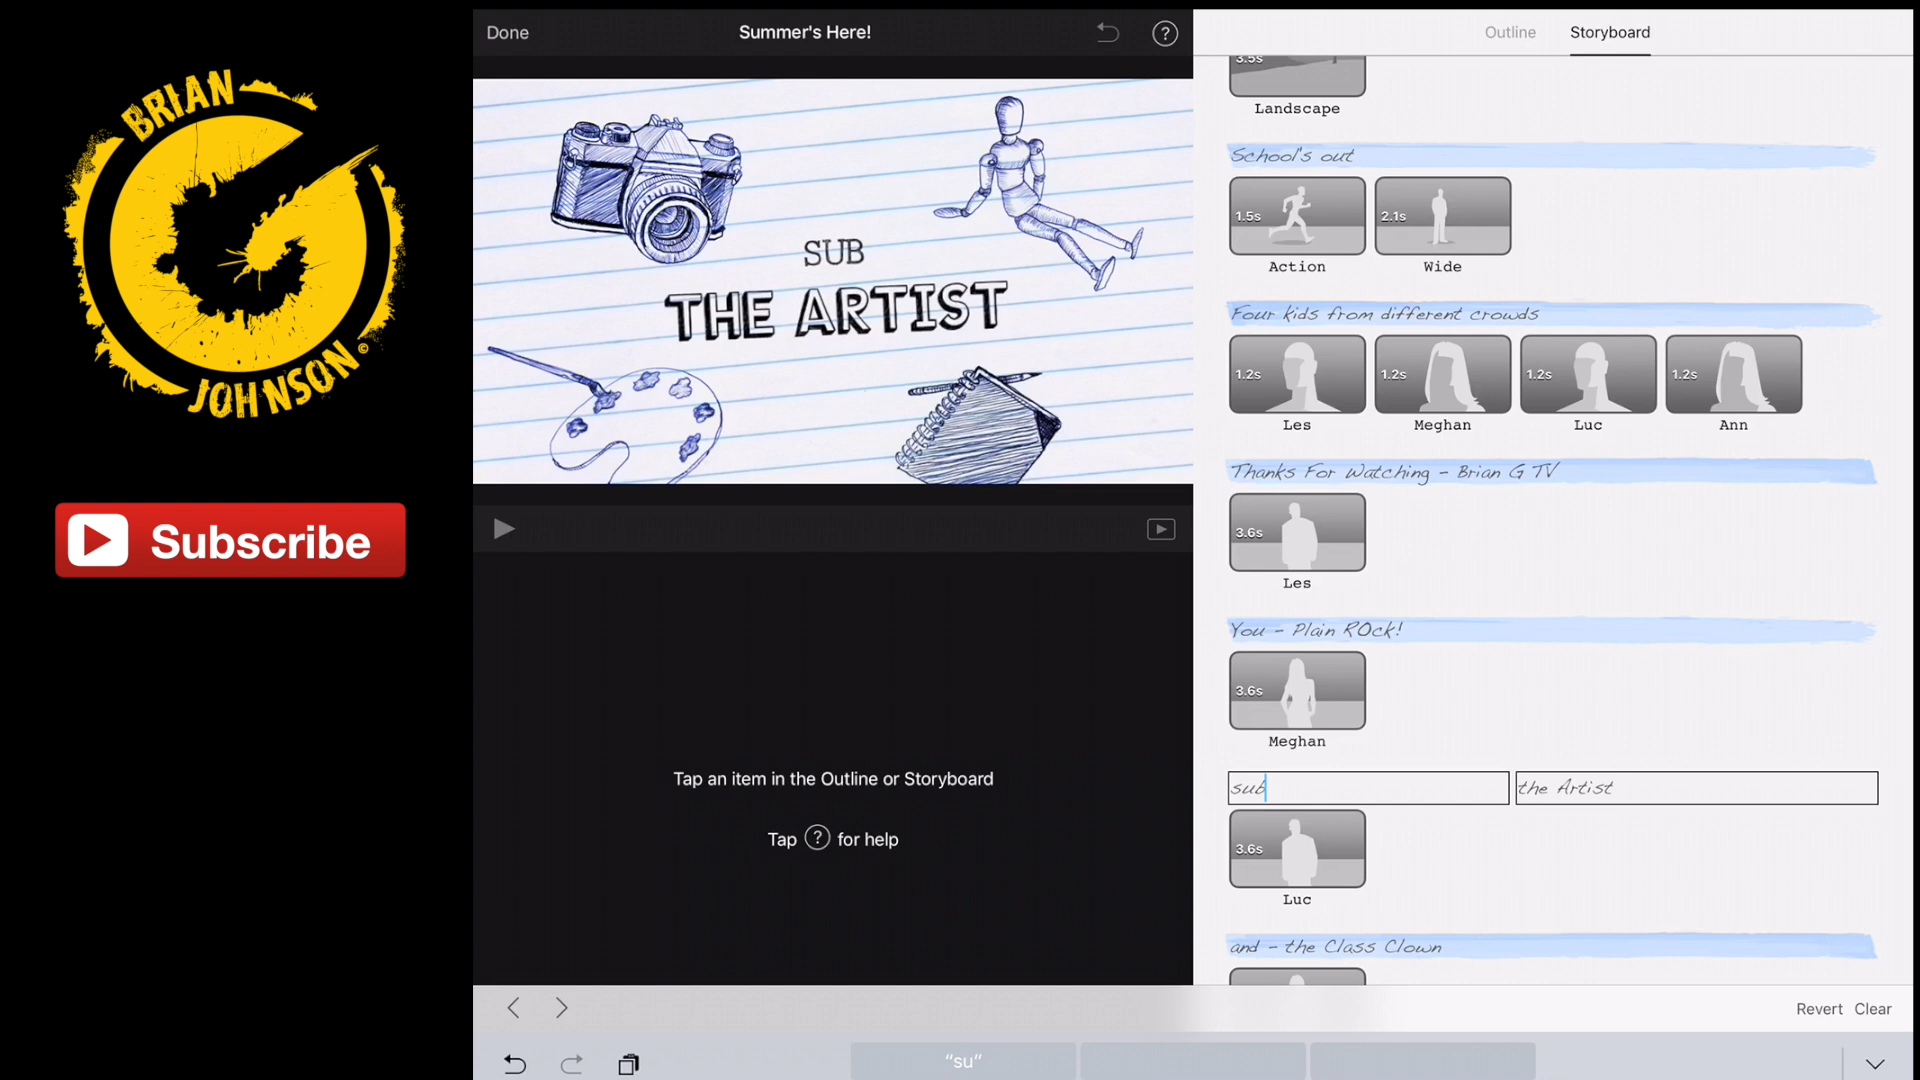 BRIAN
JOHNSON
©
Subscribe
Done
Summer's Here!
?
SUB
THE ARTIST
Tap an item in the Outline or Storyboard
Tap ? for help
Outline
Storyboard
3.5s
Landscape
School's out
1.5s
2.1s
Action
Wide
Four kids from different crowds
1.2s
1.2s
1.2s
1.2s
Les
Meghan
Luc
Ann
Thanks For Watching - Brian G TV
3.6s
Les
You - Plain ROck!
3.6s
Meghan
sub
the Artist
3.6s
Luc
and - the Class Clown
Revert
Clear
“su”